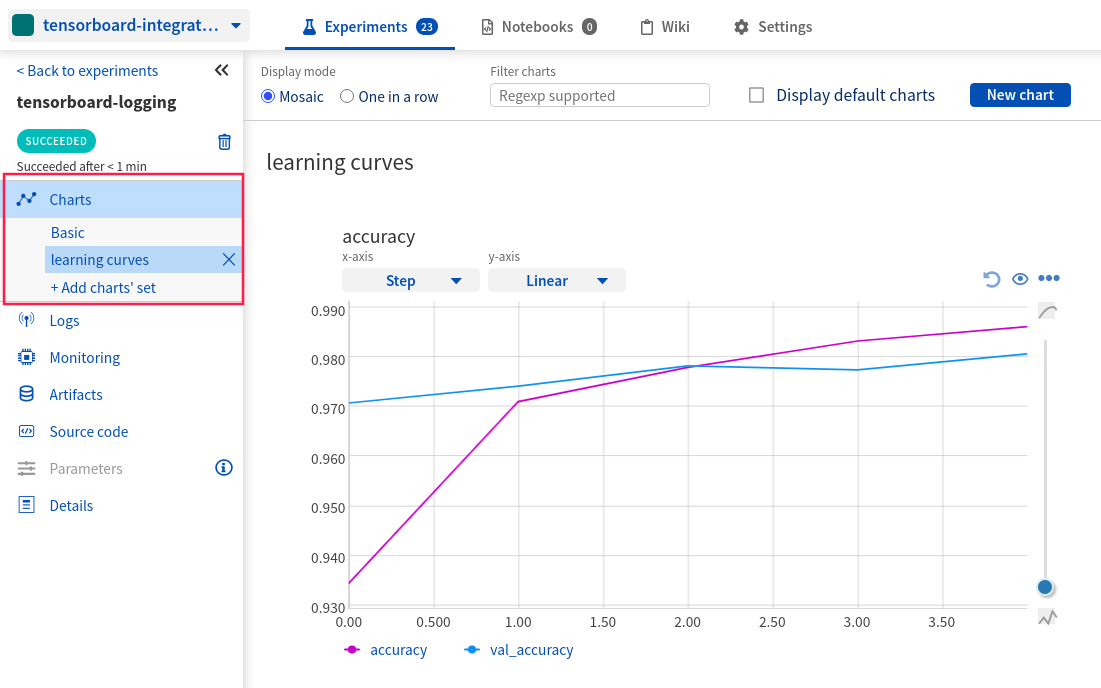 tensorboard-integrat...
Experiments 23
Notebooks 0
Wiki
Settings
< Back to experiments
tensorboard-logging
SUCCEEDED
Succeeded after < 1 min
Charts
Basic
learning curves
+ Add charts' set
Logs
Monitoring
Artifacts
Source code
Parameters
Details
Display mode
Mosaic
One in a row
Filter charts
Regexp supported
Display default charts
New chart
learning curves
accuracy
x-axis
y-axis
Step
Linear
0.990
0.980
0.970
0.960
0.950
0.940
0.930
0.00 0.500 1.00 1.50 2.00 2.50 3.00 3.50
accuracy
val_accuracy